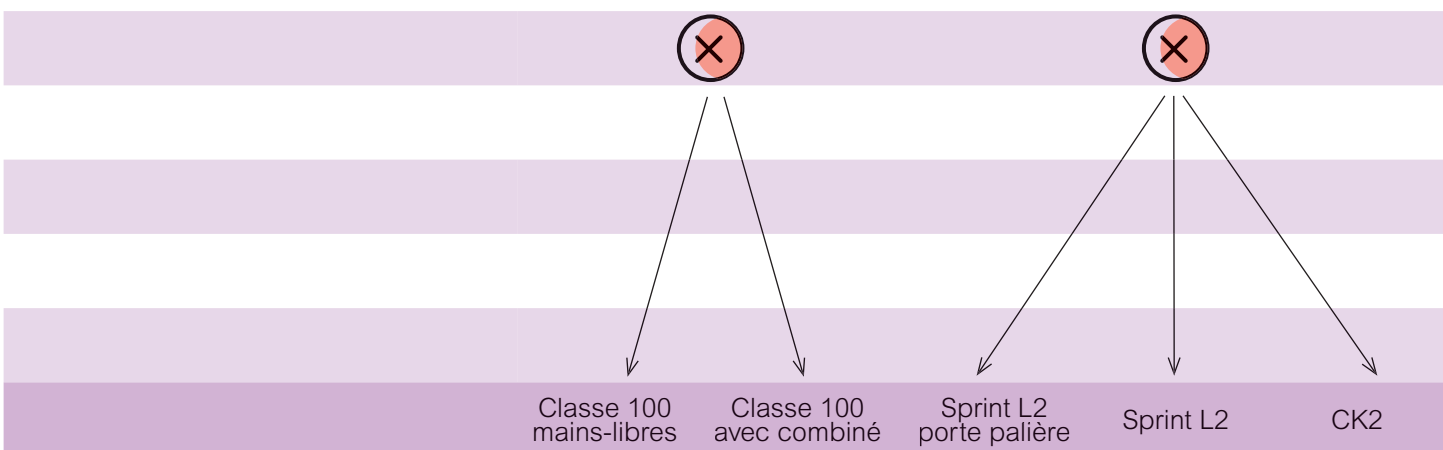 Classe 100
mains-libres
Classe 100
avec combiné
Sprint L2
porte palière
Sprint L2
CK2